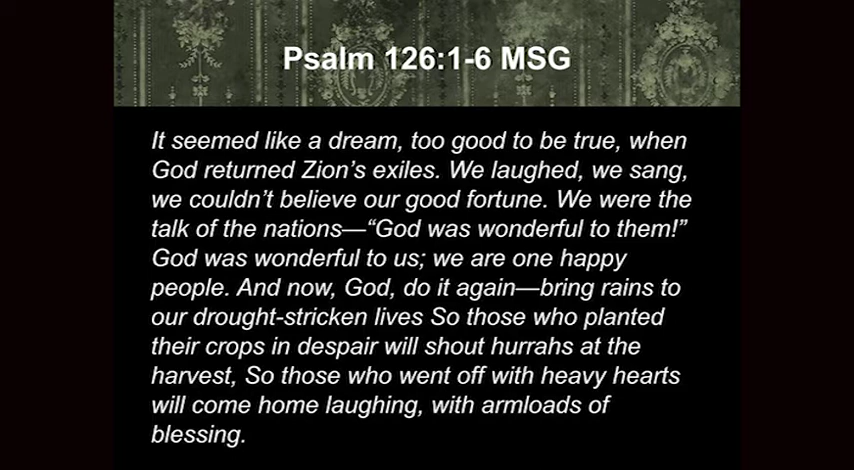 Psalm 126:1-6 MSG
It seemed like a dream, too good to be true, when
God returned Zion’s exiles. We laughed, we sang,
we couldn’t believe our good fortune. We were the
talk of the nations—“God was wonderful to them!”
God was wonderful to us; we are one happy
people. And now, God, do it again—bring rains to
our drought-stricken lives So those who planted
their crops in despair will shout hurrahs at the
harvest, So those who went off with heavy hearts
will come home laughing, with armloads of
blessing.